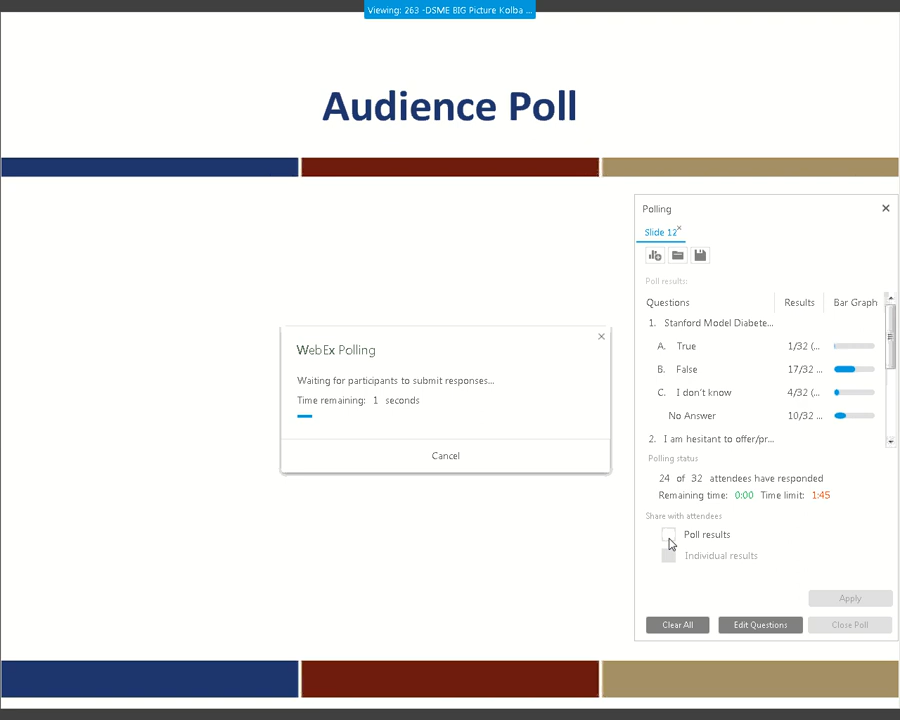 Viewing: 263 -DSME BIG Picture Kolba ...
Audience Poll
Polling
Slide 12
Poll results:
Questions Results Bar Graph
1. Stanford Model Diabete...
A. True 1/32 (...
B. False 17/32 ...
C. I don't know 4/32 (...
No Answer 10/32 ...
2. I am hesitant to offer/pr...
Polling status
24 of 32 attendees have responded
Remaining time: 0:00 Time limit: 1:45
Share with attendees
Poll results
Individual results
Apply
Clear All Edit Questions Close Poll
WebEx Polling
Waiting for participants to submit responses...
Time remaining: 1 seconds
Cancel